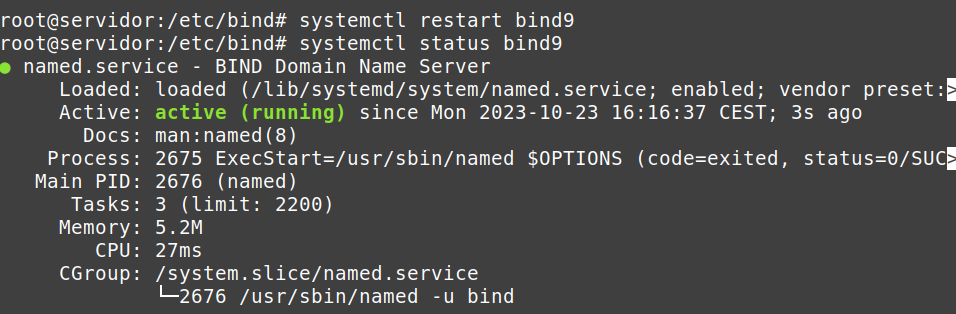 root@servidor:/etc/bind# systemctl restart bind9
root@servidor:/etc/bind# systemctl status bind9
● named.service - BIND Domain Name Server
     Loaded: loaded (/lib/systemd/system/named.service; enabled; vendor preset:>
     Active: active (running) since Mon 2023-10-23 16:16:37 CEST; 3s ago
       Docs: man:named(8)
    Process: 2675 ExecStart=/usr/sbin/named $OPTIONS (code=exited, status=0/SUC>
   Main PID: 2676 (named)
      Tasks: 3 (limit: 2200)
     Memory: 5.2M
        CPU: 27ms
     CGroup: /system.slice/named.service
             └─2676 /usr/sbin/named -u bind